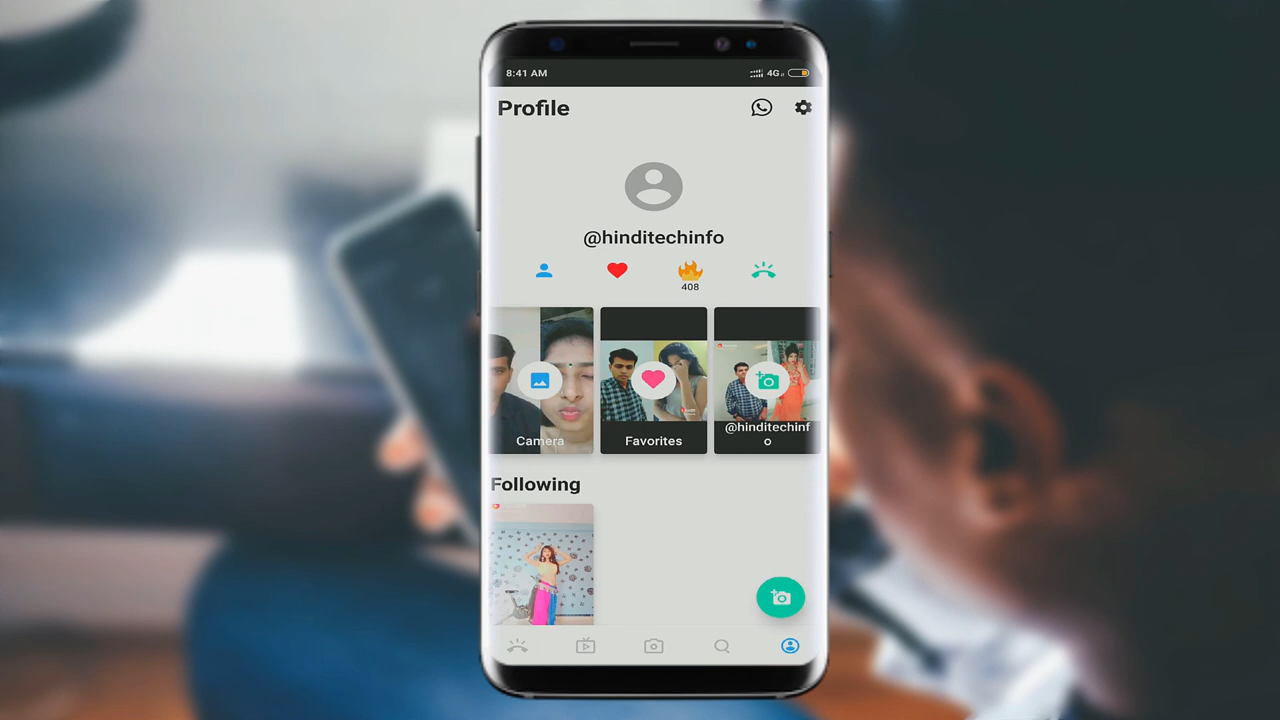 8:41 AM
4G
Profile
@hinditechinfo
408
Camera
Favorites
@hinditechinf
o
Following